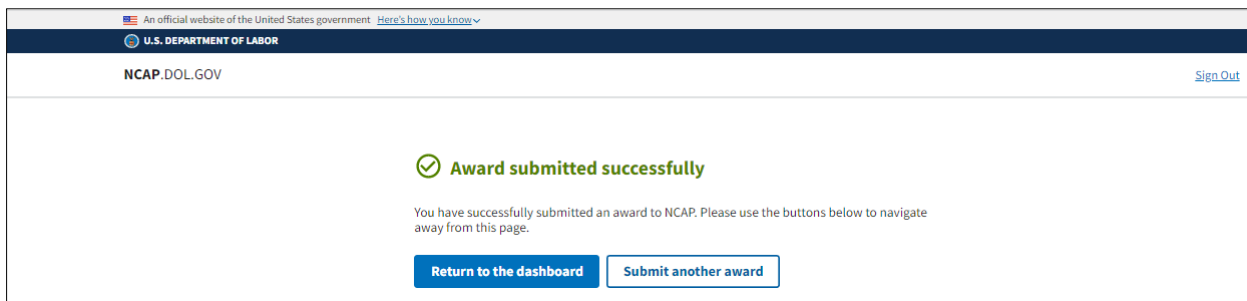 An official website of the United States government Here's how you know
U.S. DEPARTMENT OF LABOR
NCAP.DOL.GOV
Sign Out
Award submitted successfully
You have successfully submitted an award to NCAP. Please use the buttons below to navigate
away from this page.
Return to the dashboard
Submit another award